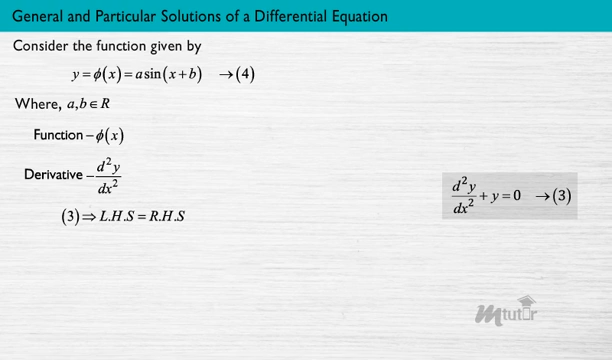 General and Particular Solutions of a Differential Equation
Consider the function given by
y = ϕ(x) = a sin(x + b) → (4)
Where, a, b ∈ R
Function – ϕ(x)
Derivative – d²y/dx²
d²y/dx² + y = 0 → (3)
(3) ⇒ L.H.S = R.H.S
mtutor